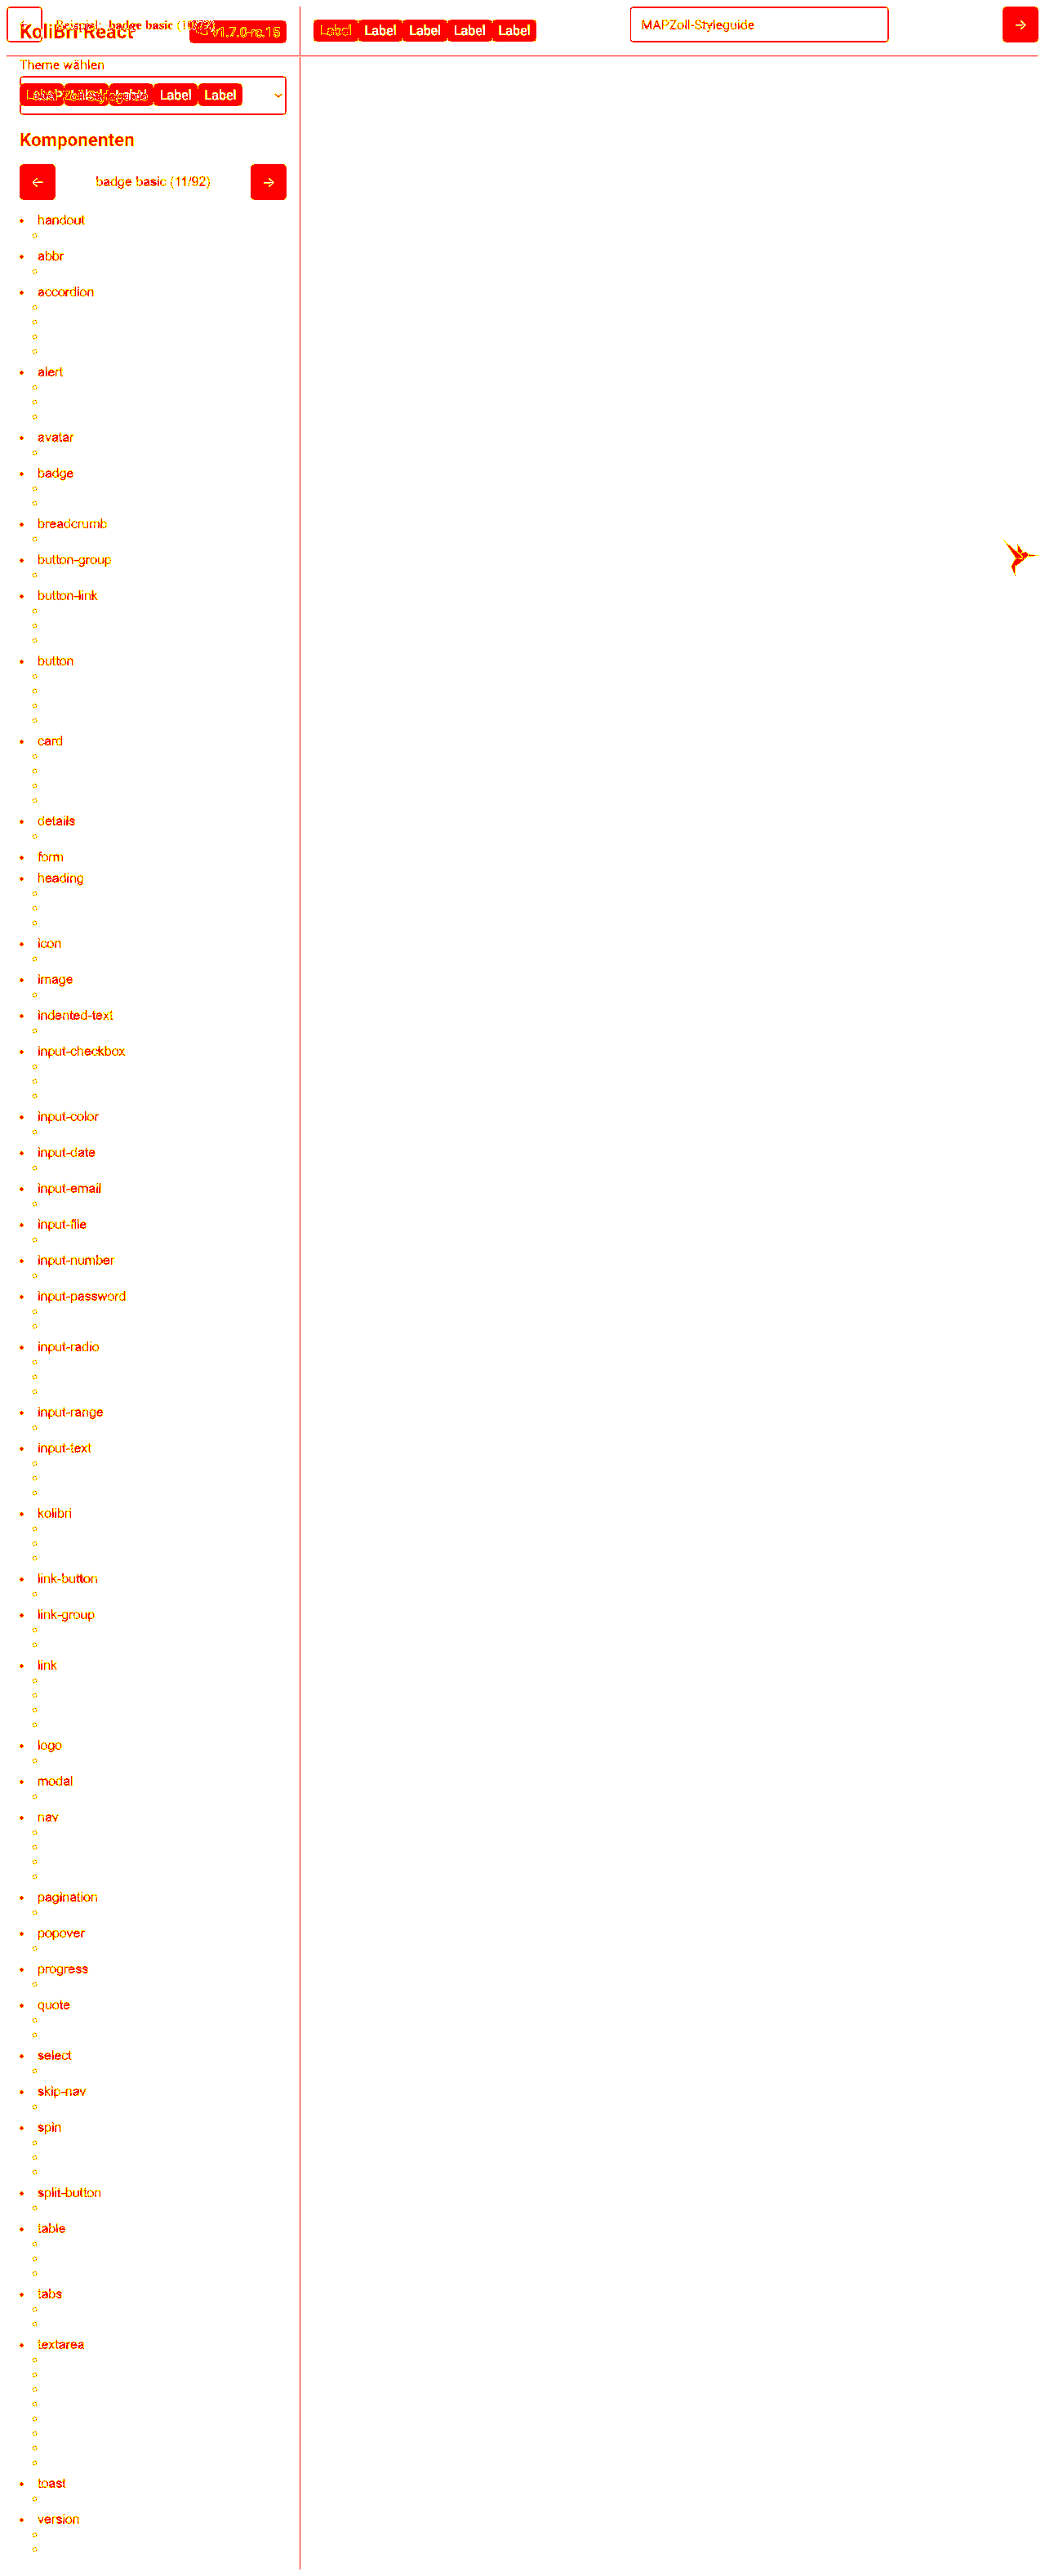 KoliBri React v1.7.0-rc.15
Label Label Label Label Label
MAPZoll-Styleguide
Theme wählen
Label Label
Komponenten
badge basic (11/92)
handout
abbr
accordion
alert
avatar
badge
breadcrumb
button-group
button-link
button
card
details
form
heading
icon
image
indented-text
input-checkbox
input-color
input-date
input-email
input-file
input-number
input-password
input-radio
input-range
input-text
kolibri
link-button
link-group
link
logo
modal
nav
pagination
popover
progress
quote
select
skip-nav
spin
split-button
table
tabs
textarea
toast
version